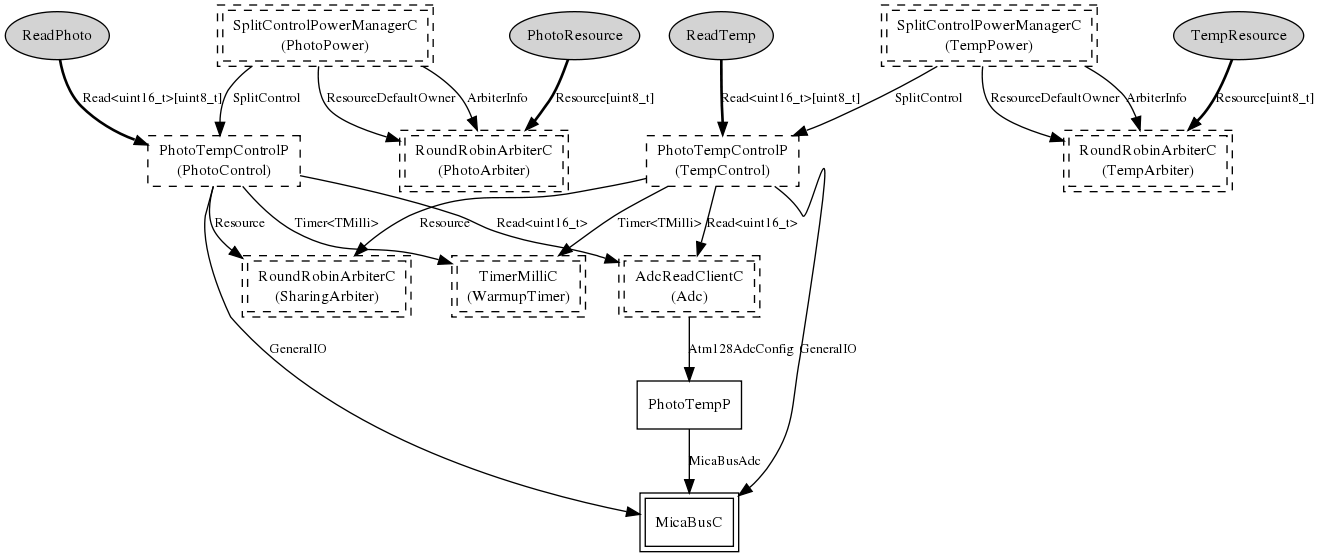 ReadPhoto
SplitControlPowerManagerC
(PhotoPower)
PhotoResource
ReadTemp
SplitControlPowerManagerC
(TempPower)
TempResource
Read<uint16_t>[uint8_t]
SplitControl
ResourceDefaultOwner
ArbiterInfo
Resource[uint8_t]
Read<uint16_t>[uint8_t]
SplitControl
ResourceDefaultOwner
ArbiterInfo
Resource[uint8_t]
PhotoTempControlP
(PhotoControl)
RoundRobinArbiterC
(PhotoArbiter)
PhotoTempControlP
(TempControl)
RoundRobinArbiterC
(TempArbiter)
Resource
Timer<TMilli>
Resource
Read<uint16_t>
Timer<TMilli>
Read<uint16_t>
RoundRobinArbiterC
(SharingArbiter)
TimerMilliC
(WarmupTimer)
AdcReadClientC
(Adc)
GeneralIO
Atm128AdcConfig
GeneralIO
PhotoTempP
MicaBusAdc
MicaBusC